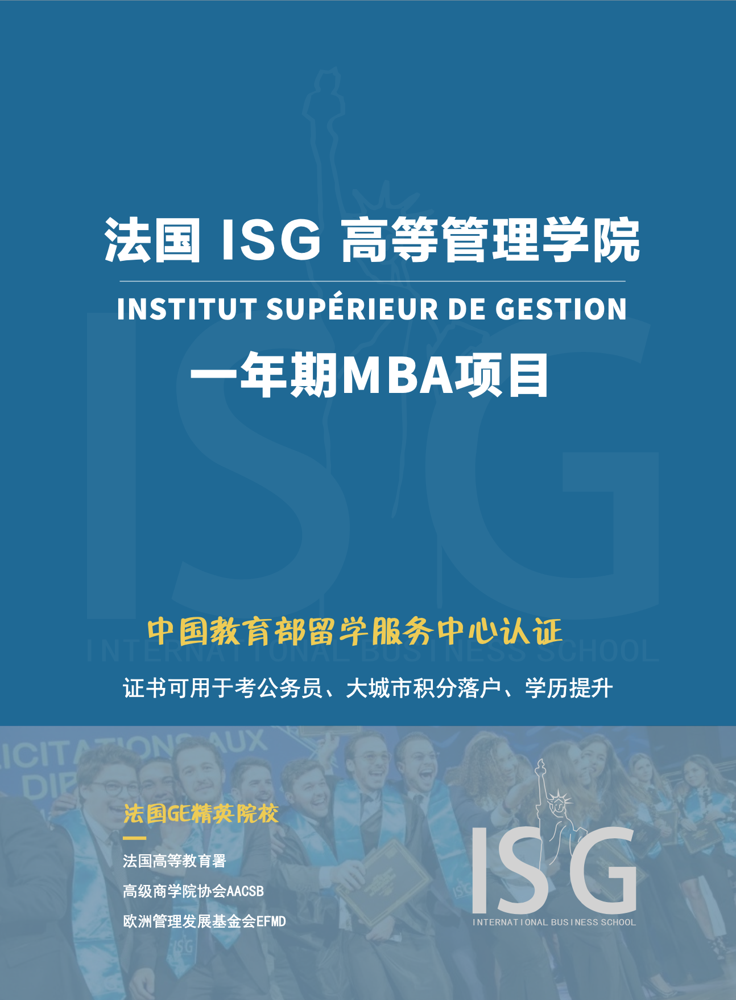 法国 ISG 高等管理学院
INSTITUT SUPÉRIEUR DE GESTION
一年期MBA项目
ISG
INTERNATIONAL BUSINESS SCHOOL
中国教育部留学服务中心认证
证书可用于考公务员、大城市积分落户、学历提升
LICITATIONS AUX
DIP
法国GE精英院校
法国高等教育署
高级商学院协会AACSB
欧洲管理发展基金会EFMD
ISG
INTERNATIONAL BUSINESS SCHOOL
ISG
ISG